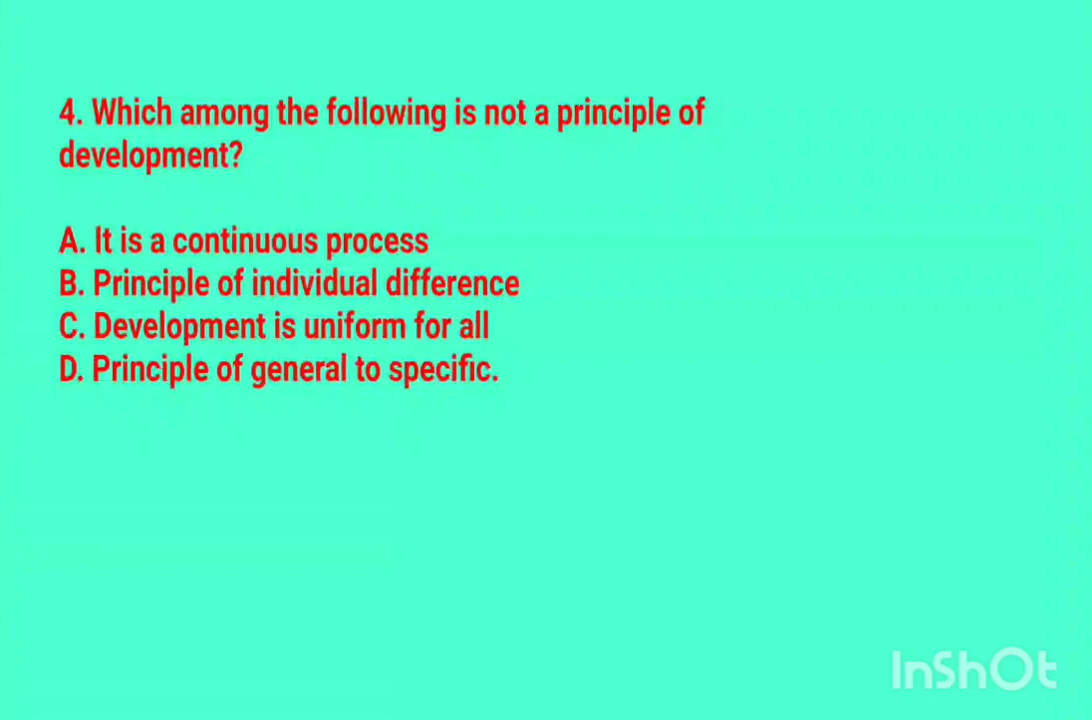 4. Which among the following is not a principle of
development?
A. It is a continuous process
B. Principle of individual difference
C. Development is uniform for all
D. Principle of general to specific.
InShOt